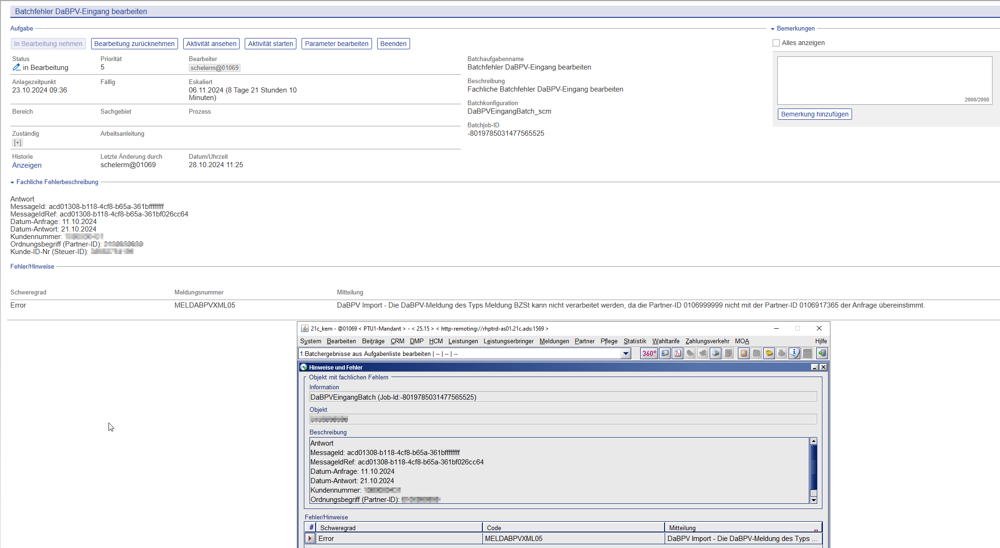 Batchfehler DaBPV-Eingang bearbeiten
Aufgabe
In Bearbeitung nehmen Bearbeitung zurücknehmen Aktivität ansehen Aktivität starten Parameter bearbeiten Beenden
Status Priorität Bearbeiter
in Bearbeitung 5 schelerm@01069
Anlagezeitpunkt Fällig Eskaliert
23.10.2024 09:36 06.11.2024 (8 Tage 21 Stunden 10
Minuten)
Bereich Sachgebiet Prozess
Zuständig Arbeitsanleitung
[+]
Historie Letzte Änderung durch Datum/Uhrzeit
Anzeigen schelerm@01069 28.10.2024 11:25
Batchaufgabenname
Batchfehler DaBPV-Eingang bearbeiten
Beschreibung
Fachliche Batchfehler DaBPV-Eingang bearbeiten
Batchkonfiguration
DaBPVEingangBatch_scm
Batchjob-ID
-8019785031477565525
Bemerkungen
Alles anzeigen
2000/2000
Bemerkung hinzufügen
Fachliche Fehlerbeschreibung
Antwort
MessageId: acd01308-b118-4cf8-b65a-361bffffffff
MessageIdRef: acd01308-b118-4cf8-b65a-361bf026cc64
Datum-Anfrage: 11.10.2024
Datum-Antwort: 21.10.2024
Kundennummer:
Ordnungsbegriff (Partner-ID):
Kunde-ID-Nr (Steuer-ID):
Fehler/Hinweise
Schweregrad Meldungsnummer Mitteilung
Error MELDABPVXML05 DaBPV Import - Die DaBPV-Meldung des Typs Meldung BZSt kann nicht verarbeitet werden, da die Partner-ID 0106999999 nicht mit der Partner-ID 0106917365 der Anfrage übereinstimmt.
21c_kern - @01069 < PTU1-Mandant > - < 25.15 > < http-remoting://rhptrd-as01.21c.ads:1569 >
System Bearbeiten Beiträge CRM DMP HCM Leistungen Leistungserbringer Meldungen Partner Pflege Statistik Wahltarife Zahlungsverkehr MOA Hilfe
1:Batchergebnisse aus Aufgabenliste bearbeiten | -- | -- | -- 360°
Hinweise und Fehler
Objekt mit fachlichen Fehlern
Information
DaBPVEingangBatch (Job-Id:-8019785031477565525)
Objekt
Beschreibung
Antwort
MessageId: acd01308-b118-4cf8-b65a-361bffffffff
MessageIdRef: acd01308-b118-4cf8-b65a-361bf026cc64
Datum-Anfrage: 11.10.2024
Datum-Antwort: 21.10.2024
Kundennummer:
Ordnungsbegriff (Partner-ID):
Fehler/Hinweise
# Schweregrad Code Mitteilung
Error MELDABPVXML05 DaBPV Import - Die DaBPV-Meldung des Typs ...